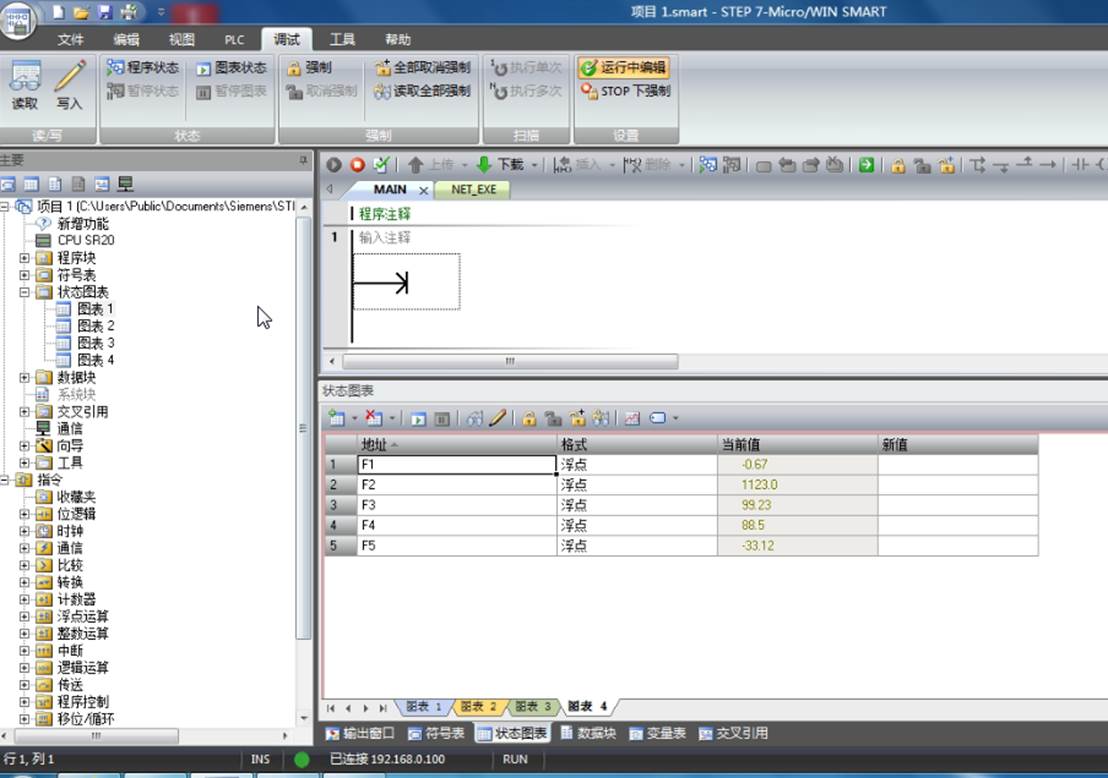 项目 1.smart - STEP 7-Micro/WIN SMART
文件 编辑 视图 PLC 调试 工具 帮助
程序状态 图表状态 强制 全部取消强制 执行单次 运行中编辑
读取 写入 暂停状态 暂停图表 取消强制 读取全部强制 执行多次 STOP 下强制
读/写 状态 强制 扫描 设置
主要
上传 下载 插入 删除
MAIN NET_EXE
项目 1 (C:\Users\Public\Documents\Siemens\STI
新增功能
CPU SR20
程序块
符号表
状态图表
图表 1
图表 2
图表 3
图表 4
数据块
系统块
交叉引用
通信
向导
工具
指令
收藏夹
位逻辑
时钟
通信
比较
转换
计数器
浮点运算
整数运算
中断
逻辑运算
传送
程序控制
移位/循环
程序注释
1 输入注释
状态图表
地址 格式 当前值 新值
1 F1 浮点 -0.67
2 F2 浮点 1123.0
3 F3 浮点 99.23
4 F4 浮点 88.5
5 F5 浮点 -33.12
图表 1 图表 2 图表 3 图表 4
输出窗口 符号表 状态图表 数据块 变量表 交叉引用
行 1, 列 1 INS 已连接 192.168.0.100 RUN